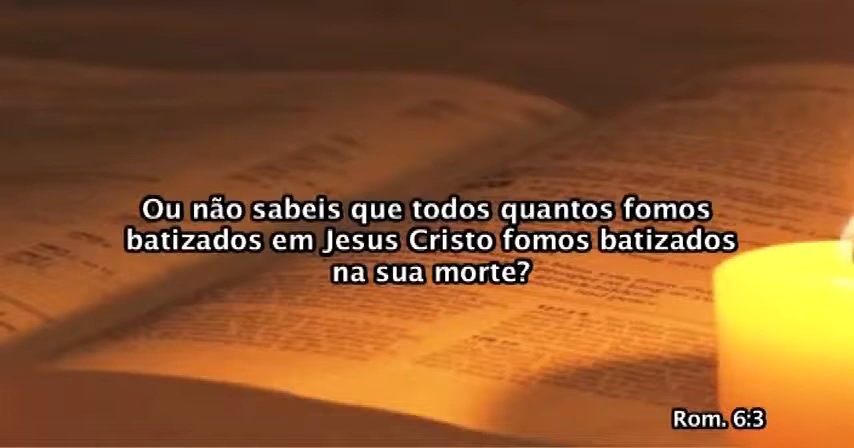 Ou não sabeis que todos quantos fomos
batizados em Jesus Cristo fomos batizados
na sua morte?
Rom. 6:3